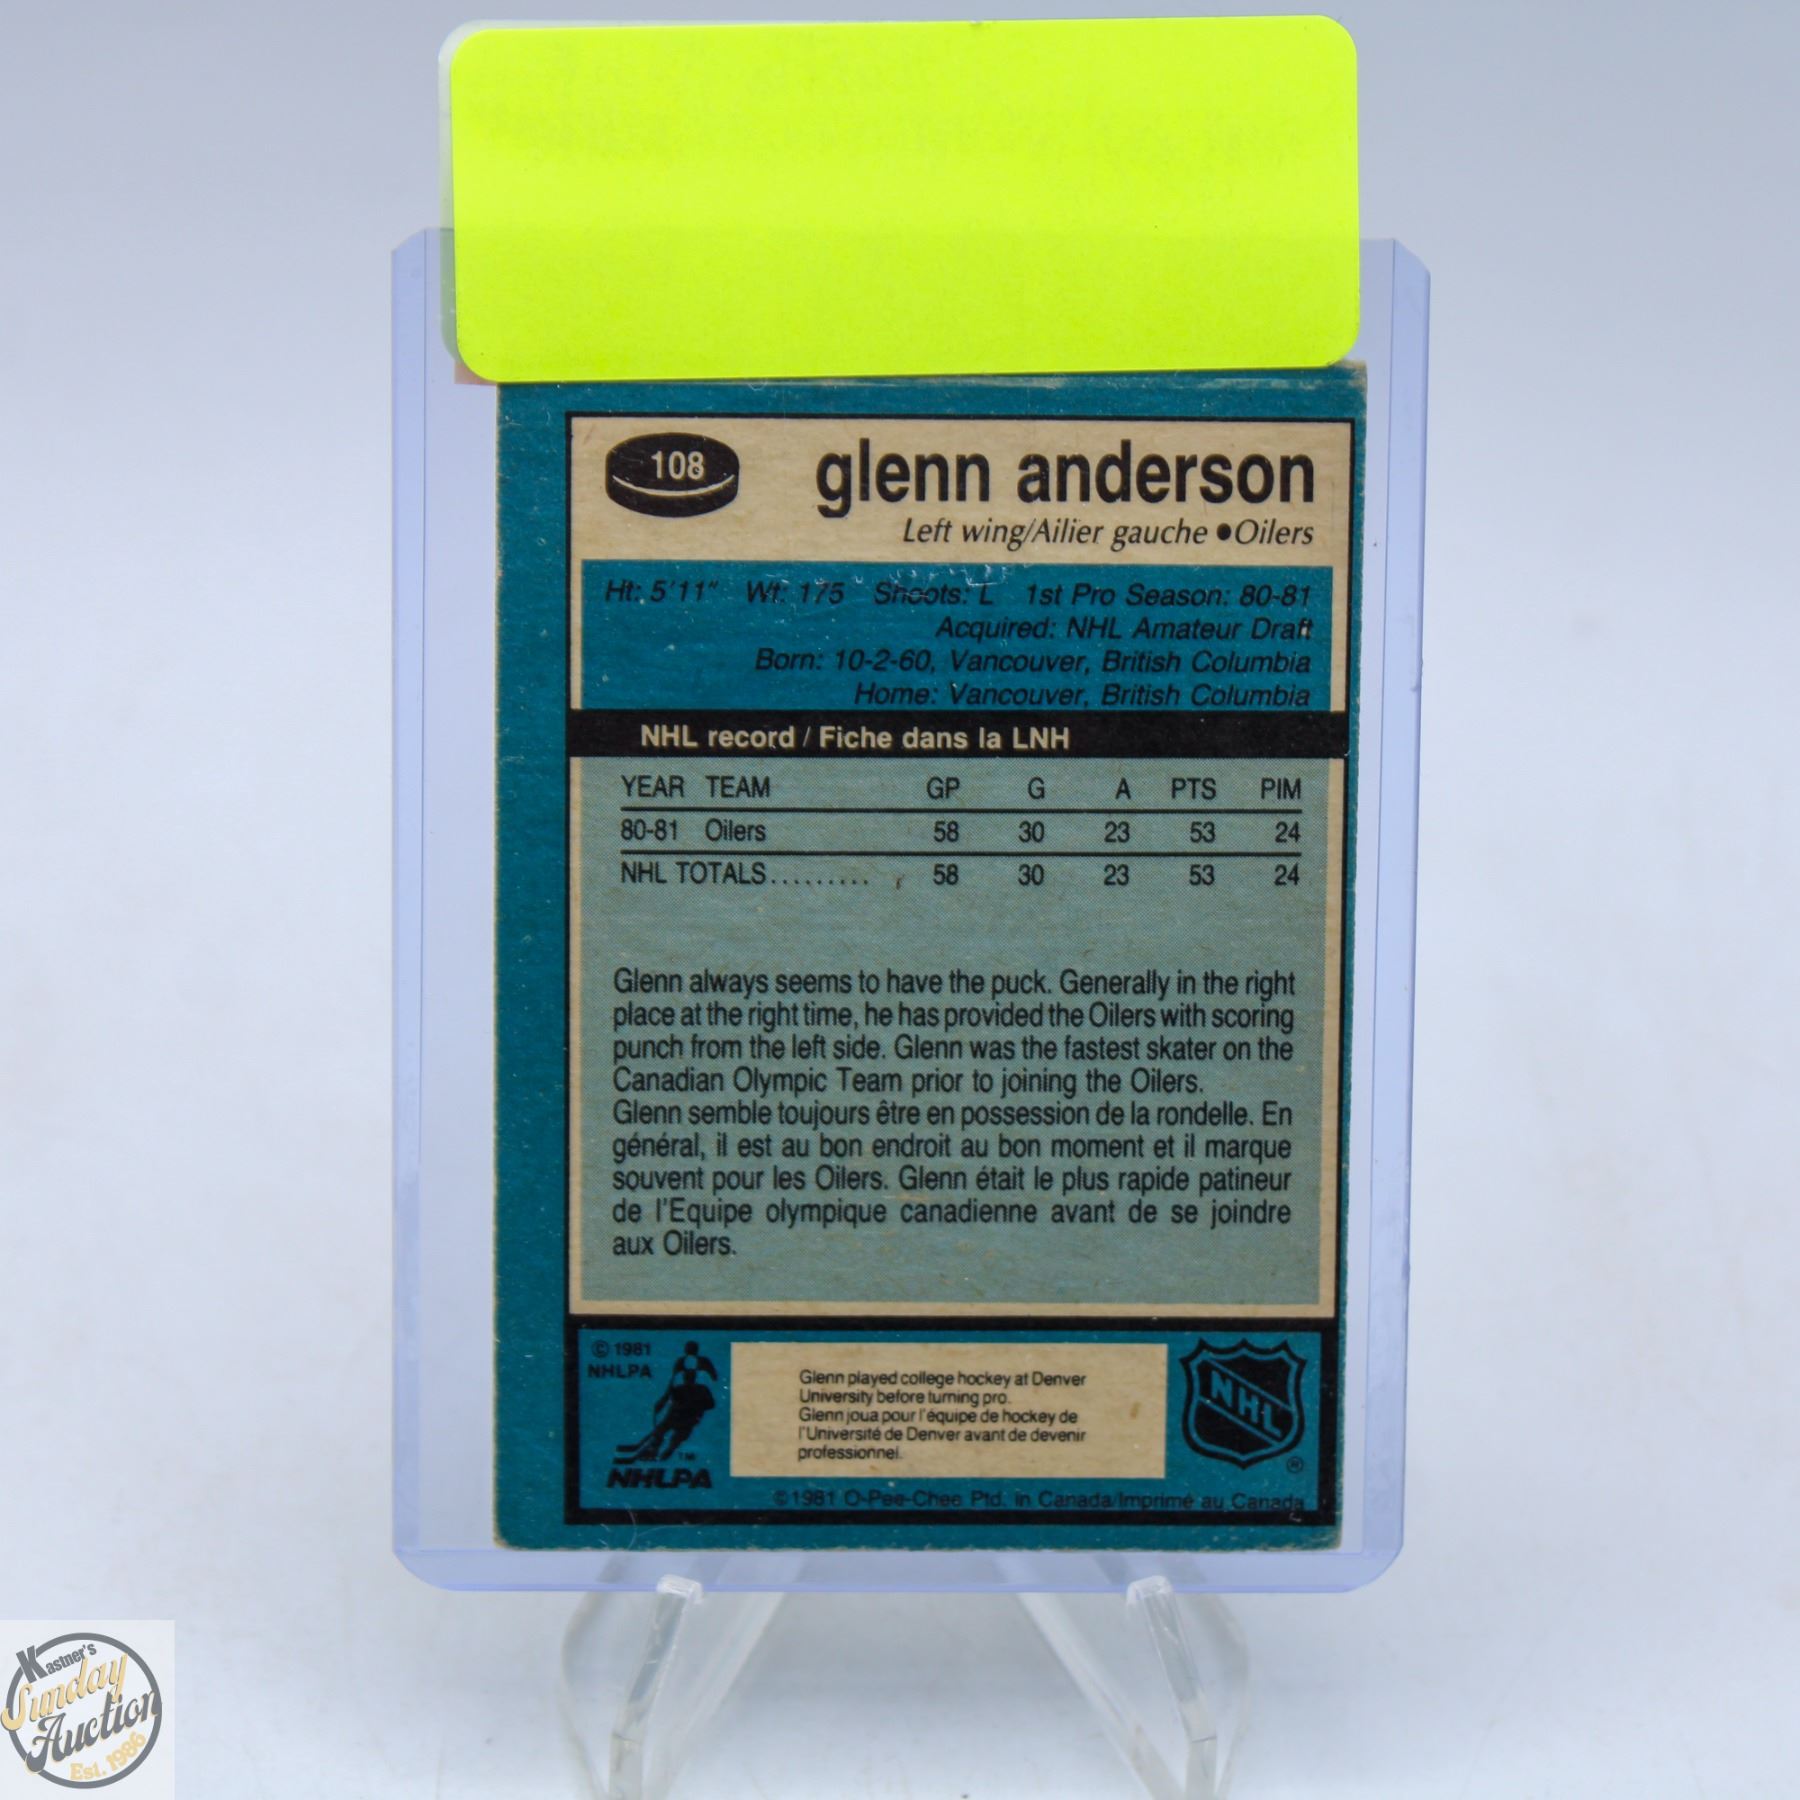 108
glenn anderson
Left wing/Ailier gauche • Oilers
Ht: 5'11" Wt: 175 Shoots: L 1st Pro Season: 80-81
Acquired: NHL Amateur Draft
Born: 10-2-60, Vancouver, British Columbia
Home: Vancouver, British Columbia
NHL record / Fiche dans la LNH
YEAR TEAM GP G A PTS PIM
80-81 Oilers 58 30 23 53 24
NHL TOTALS......... 58 30 23 53 24
Glenn always seems to have the puck. Generally in the right
place at the right time, he has provided the Oilers with scoring
punch from the left side. Glenn was the fastest skater on the
Canadian Olympic Team prior to joining the Oilers.
Glenn semble toujours être en possession de la rondelle. En
général, il est au bon endroit au bon moment et il marque
souvent pour les Oilers. Glenn était le plus rapide patineur
de l'Equipe olympique canadienne avant de se joindre
aux Oilers.
© 1981
NHLPA
TM
NHLPA
Glenn played college hockey at Denver
University before turning pro.
Glenn joua pour l'équipe de hockey de
l'Université de Denver avant de devenir
professionnel.
NHL
®
© 1981 O-Pee-Chee Ptd. in Canada/Imprimé au Canada
Kastner's
Sunday
Auction
Est. 1986